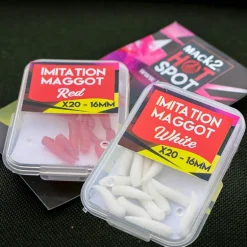 MACK2
HOT
SPOT
IMITATION
MAGGOT
Red
X20 - 16MM
IMITATION
MAGGOT
White
X20 - 16MM